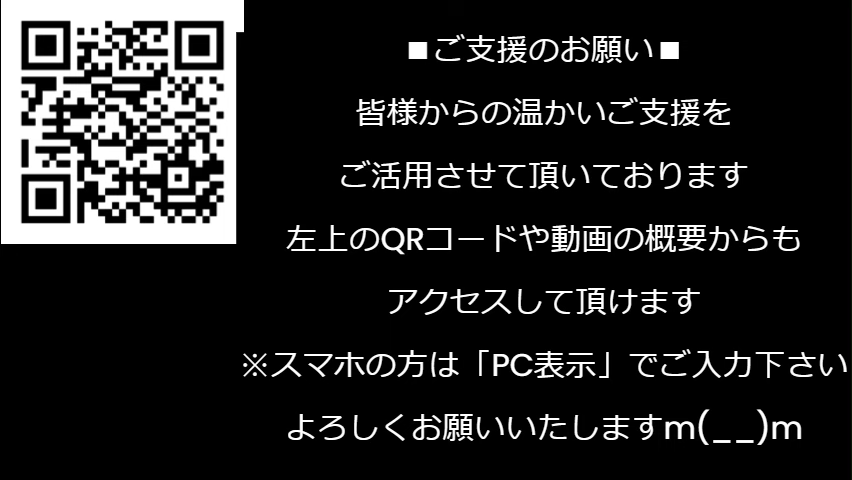 ■ご支援のお願い■
皆様からの温かいご支援を
ご活用させて頂いております
左上のQRコードや動画の概要からも
アクセスして頂けます
※スマホの方は「PC表示」でご入力下さい
よろしくお願いいたしますm(__)m